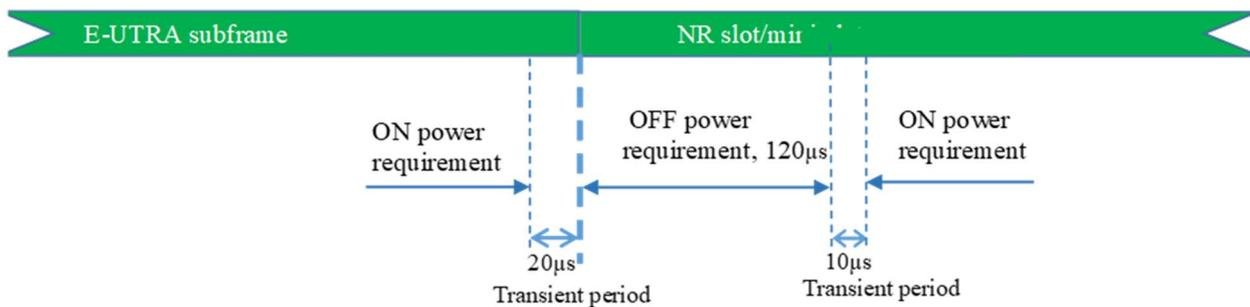 E-UTRA subframe
NR slot/mini
ON power
requirement
OFF power
requirement, 120μs
ON power
requirement
20μs
Transient period
10μs
Transient period